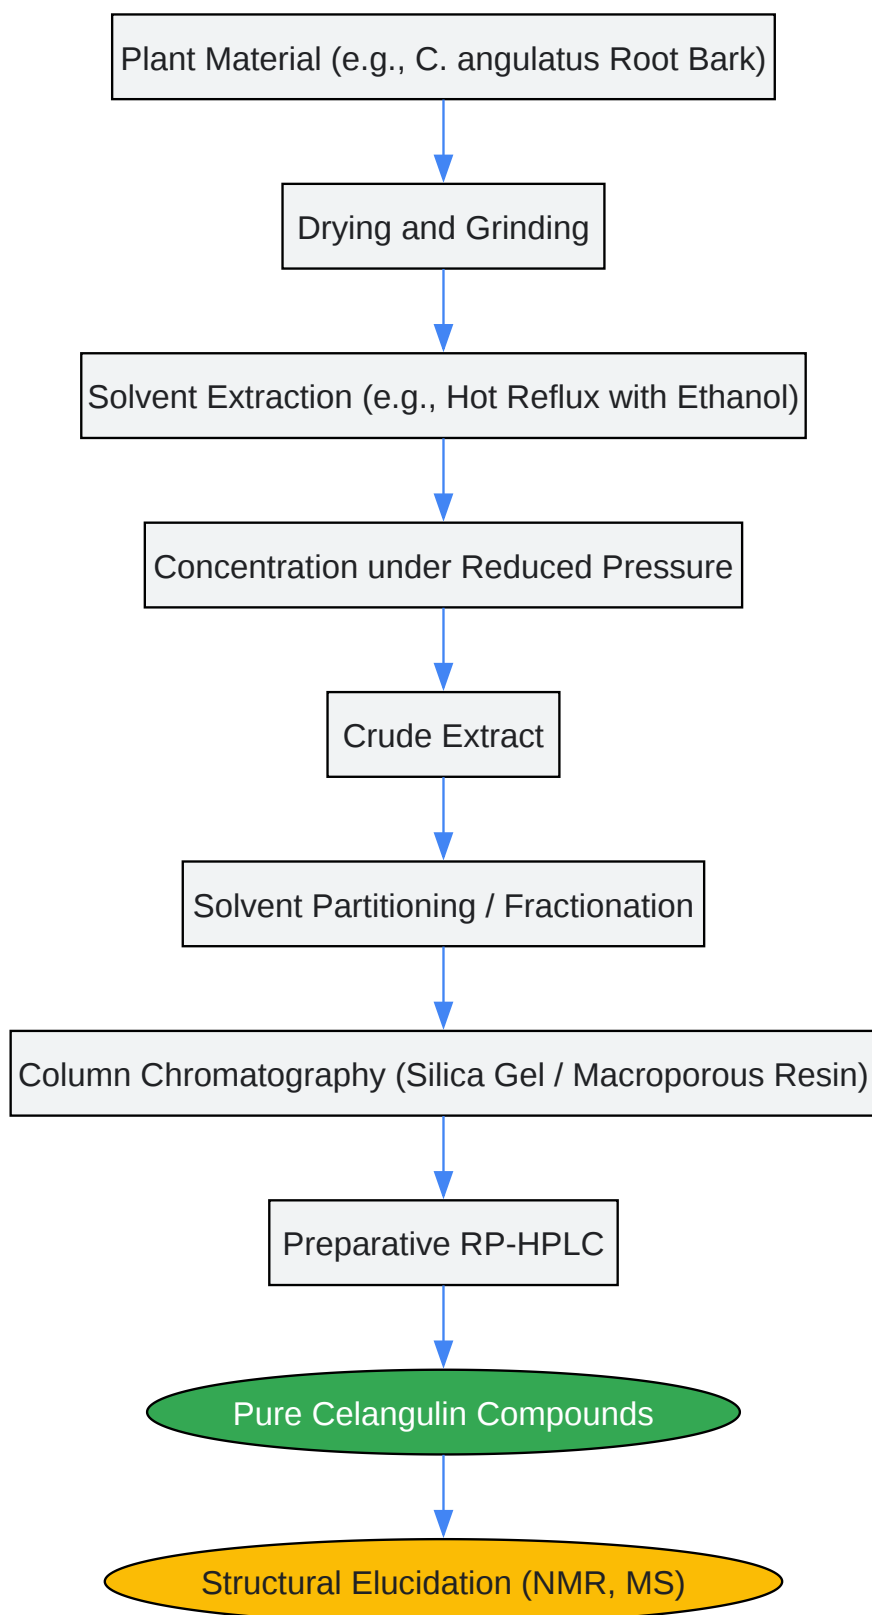 Plant Material (e.g., C. angulatus Root Bark)
Drying and Grinding
Solvent Extraction (e.g., Hot Reflux with Ethanol)
Concentration under Reduced Pressure
Crude Extract
Solvent Partitioning / Fractionation
Column Chromatography (Silica Gel / Macroporous Resin)
Preparative RP-HPLC
Pure Celangulin Compounds
Structural Elucidation (NMR, MS)